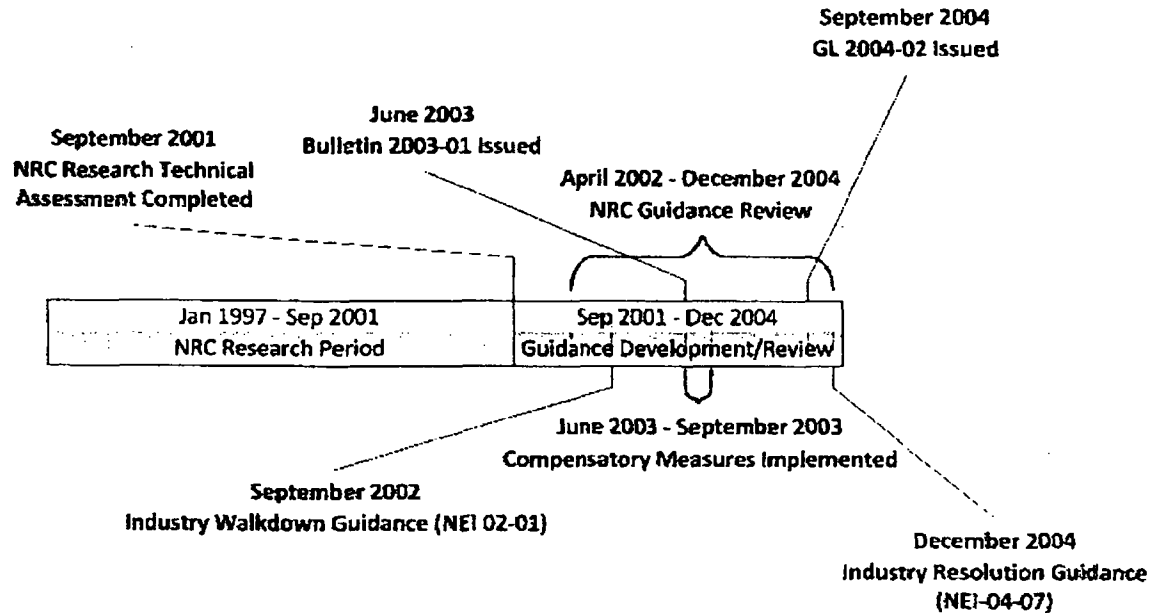 September 2004
GL 2004-02 Issued
June 2003
Bulletin 2003-01 Issued
September 2001
NRC Research Technical
Assessment Completed
April 2002 - December 2004
NRC Guidance Review
Jan 1997 - Sep 2001
NRC Research Period
Sep 2001 - Dec 2004
Guidance Development/Review
June 2003 - September 2003
Compensatory Measures Implemented
September 2002
Industry Walkdown Guidance (NEI 02-01)
December 2004
Industry Resolution Guidance
(NEI-04-07)